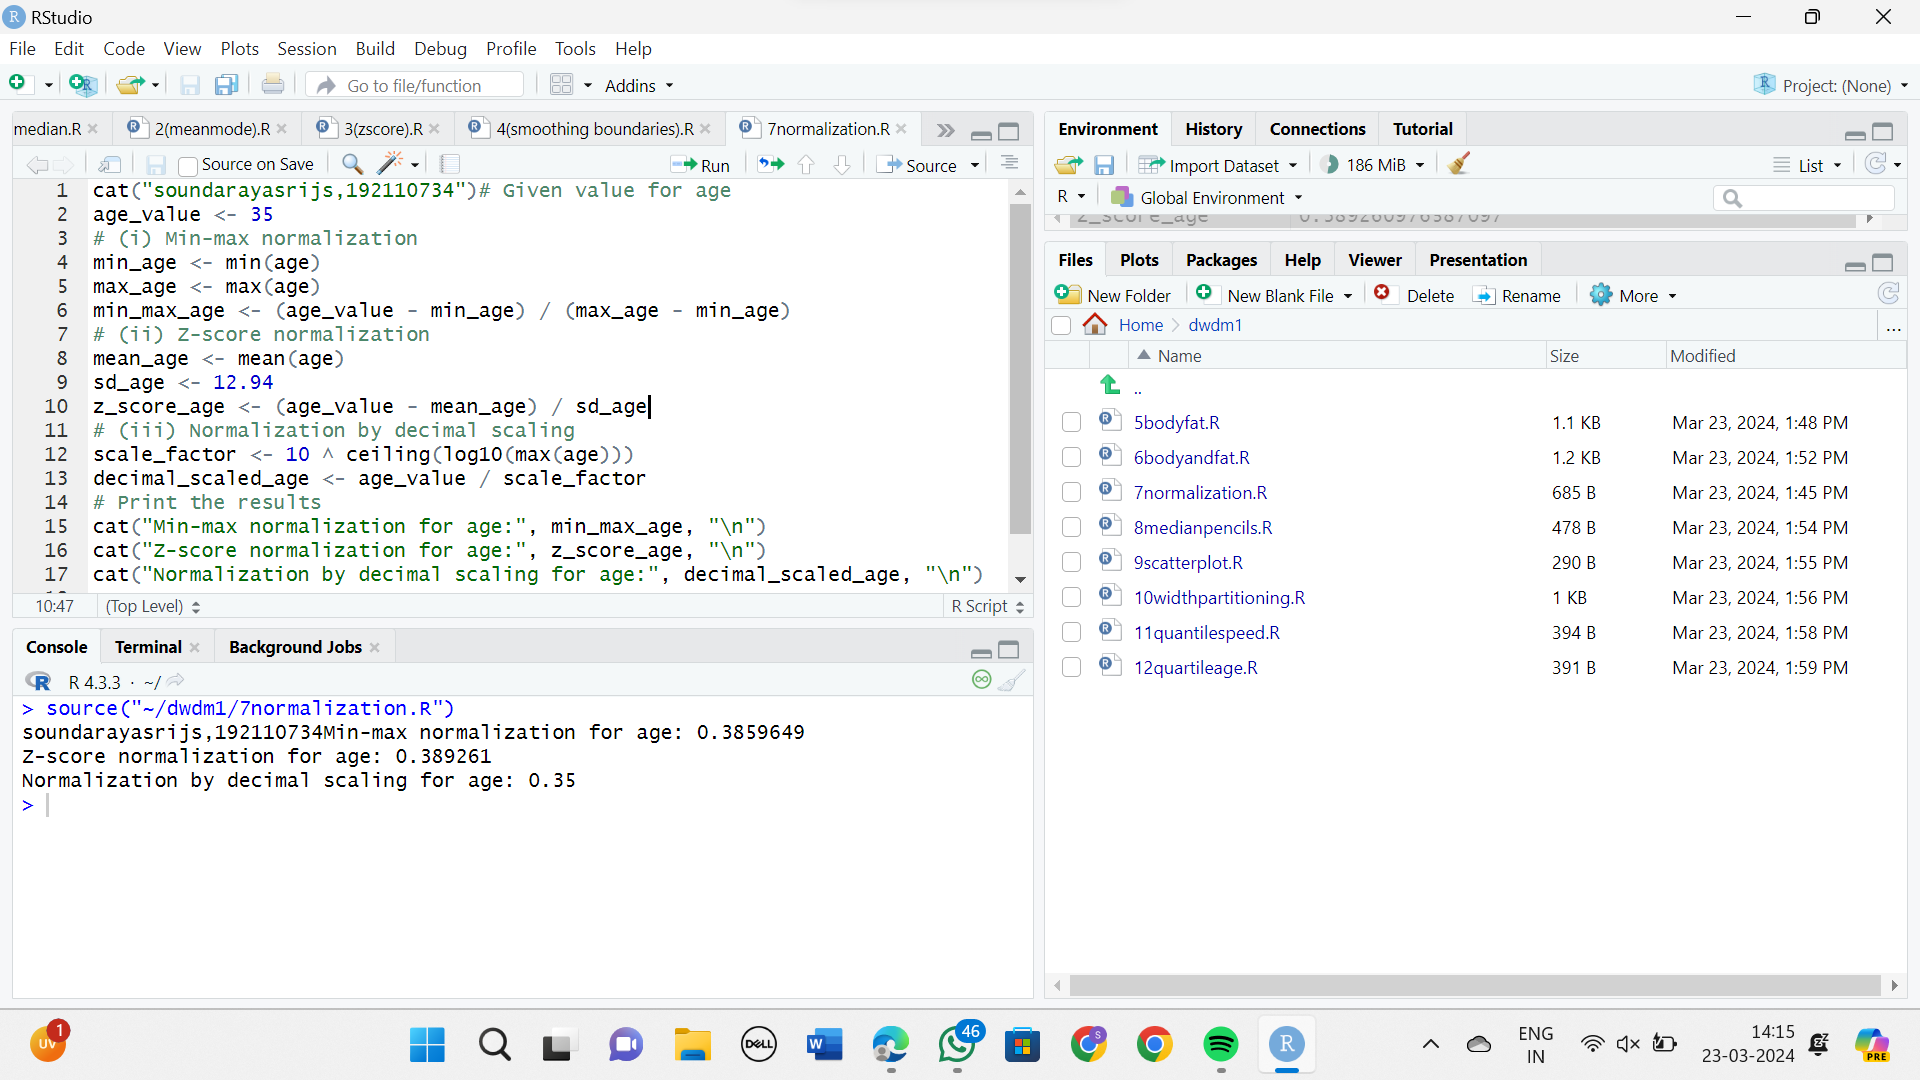 RStudio
File Edit Code View Plots Session Build Debug Profile Tools Help
Go to file/function Addins Project: (None)
median.R 2(meanmode).R 3(zscore).R 4(smoothing boundaries).R 7normalization.R
Source on Save Run Source
1 cat("soundarayasrijs,192110734")# Given value for age
2 age_value <- 35
3 # (i) Min-max normalization
4 min_age <- min(age)
5 max_age <- max(age)
6 min_max_age <- (age_value - min_age) / (max_age - min_age)
7 # (ii) Z-score normalization
8 mean_age <- mean(age)
9 sd_age <- 12.94
10 z_score_age <- (age_value - mean_age) / sd_age
11 # (iii) Normalization by decimal scaling
12 scale_factor <- 10 ^ ceiling(log10(max(age)))
13 decimal_scaled_age <- age_value / scale_factor
14 # Print the results
15 cat("Min-max normalization for age:", min_max_age, "\n")
16 cat("Z-score normalization for age:", z_score_age, "\n")
17 cat("Normalization by decimal scaling for age:", decimal_scaled_age, "\n")
10:47 (Top Level) R Script
Console Terminal Background Jobs
R 4.3.3 · ~/
> source("~/dwdm1/7normalization.R")
soundarayasrijs,192110734Min-max normalization for age: 0.3859649
Z-score normalization for age: 0.389261
Normalization by decimal scaling for age: 0.35
>
Environment History Connections Tutorial
Import Dataset 186 MiB List
R Global Environment
z_score_age 0.389260976587097
Files Plots Packages Help Viewer Presentation
New Folder New Blank File Delete Rename More
Home dwdm1 ...
Name Size Modified
..
5bodyfat.R 1.1 KB Mar 23, 2024, 1:48 PM
6bodyandfat.R 1.2 KB Mar 23, 2024, 1:52 PM
7normalization.R 685 B Mar 23, 2024, 1:45 PM
8medianpencils.R 478 B Mar 23, 2024, 1:54 PM
9scatterplot.R 290 B Mar 23, 2024, 1:55 PM
10widthpartitioning.R 1 KB Mar 23, 2024, 1:56 PM
11quantilespeed.R 394 B Mar 23, 2024, 1:58 PM
12quartileage.R 391 B Mar 23, 2024, 1:59 PM
UV 1 DELL W 46 S R ENG 14:15
IN 23-03-2024 PRE